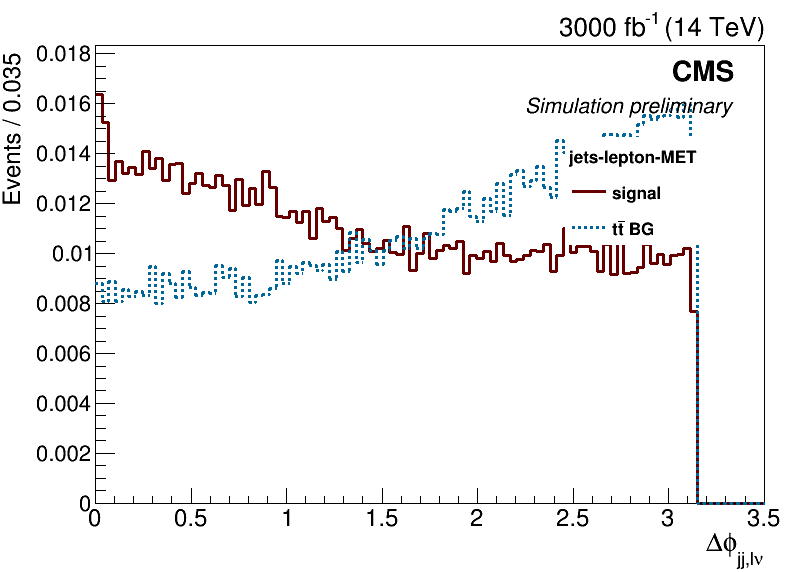 3000 fb⁻¹ (14 TeV)
CMS
Simulation preliminary
jets-lepton-MET
signal
tt̄ BG
Events / 0.035
0.018
0.016
0.014
0.012
0.01
0.008
0.006
0.004
0.002
0
0 0.5 1 1.5 2 2.5 3 3.5
Δϕjj,lν